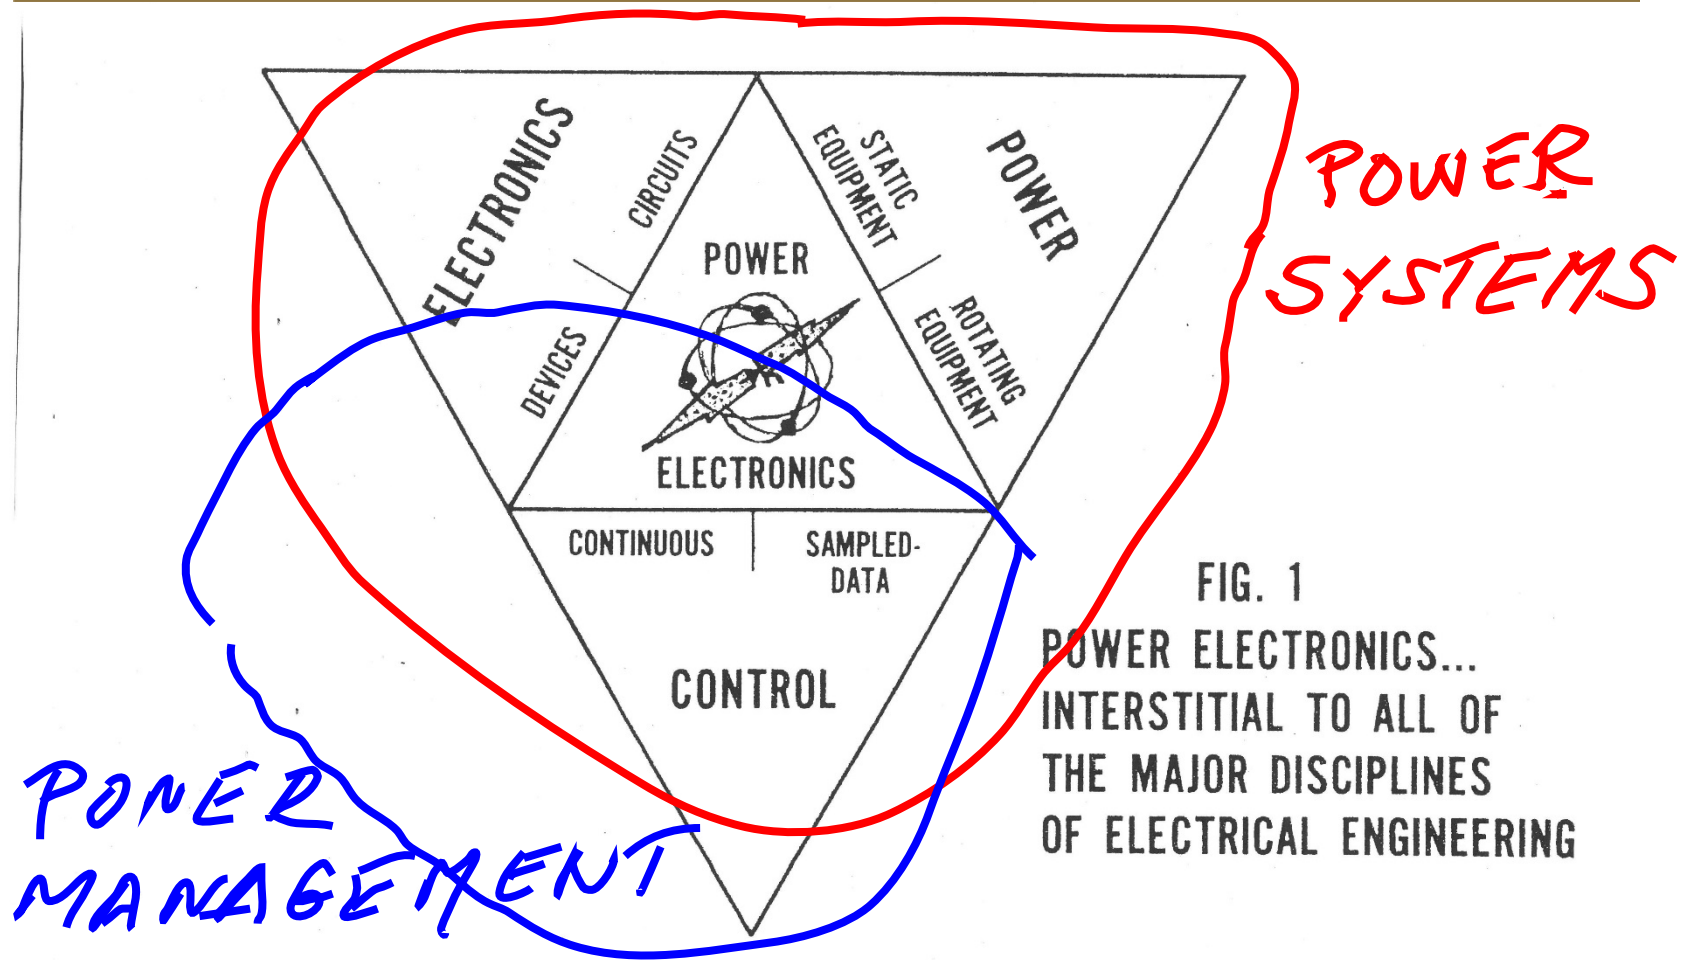 ELECTRONICS
CIRCUTS
DEVICES
POWER
ELECTRONICS
STATIC
EQUIPMENT
ROTATING
EQUIPMENT
POWER
CONTINUOUS
SAMPLED-
DATA
CONTROL
POWER
SYSTEMS
POWER
MANAGEMENT
FIG. 1
POWER ELECTRONICS...
INTERSTITIAL TO ALL OF
THE MAJOR DISCIPLINES
OF ELECTRICAL ENGINEERING